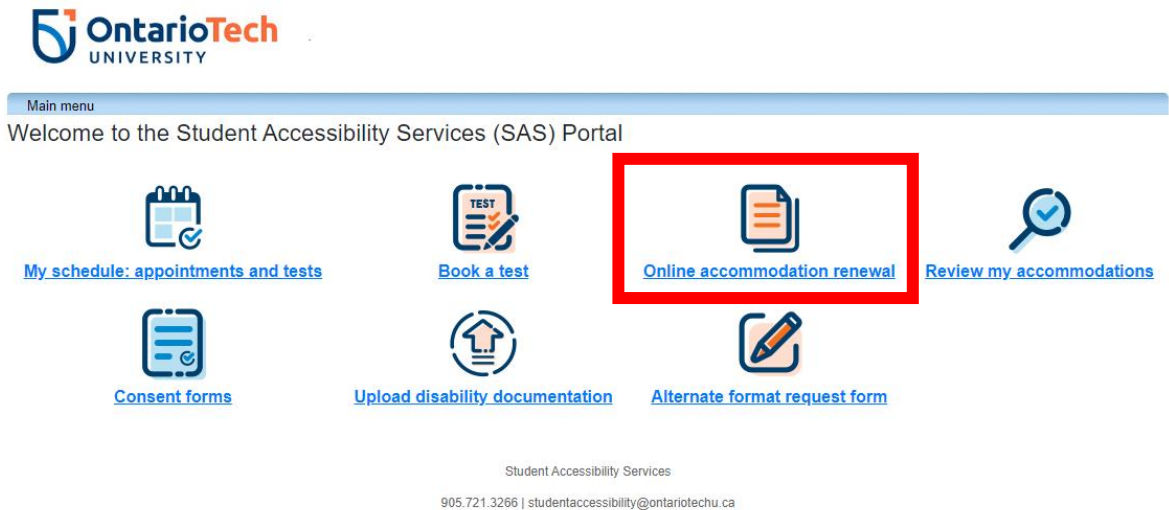 OntarioTech
UNIVERSITY
Main menu
Welcome to the Student Accessibility Services (SAS) Portal
TEST
My schedule: appointments and tests
Book a test
Online accommodation renewal
Review my accommodations
Consent forms
Upload disability documentation
Alternate format request form
Student Accessibility Services
905.721.3266 | studentaccessibility@ontariotechu.ca